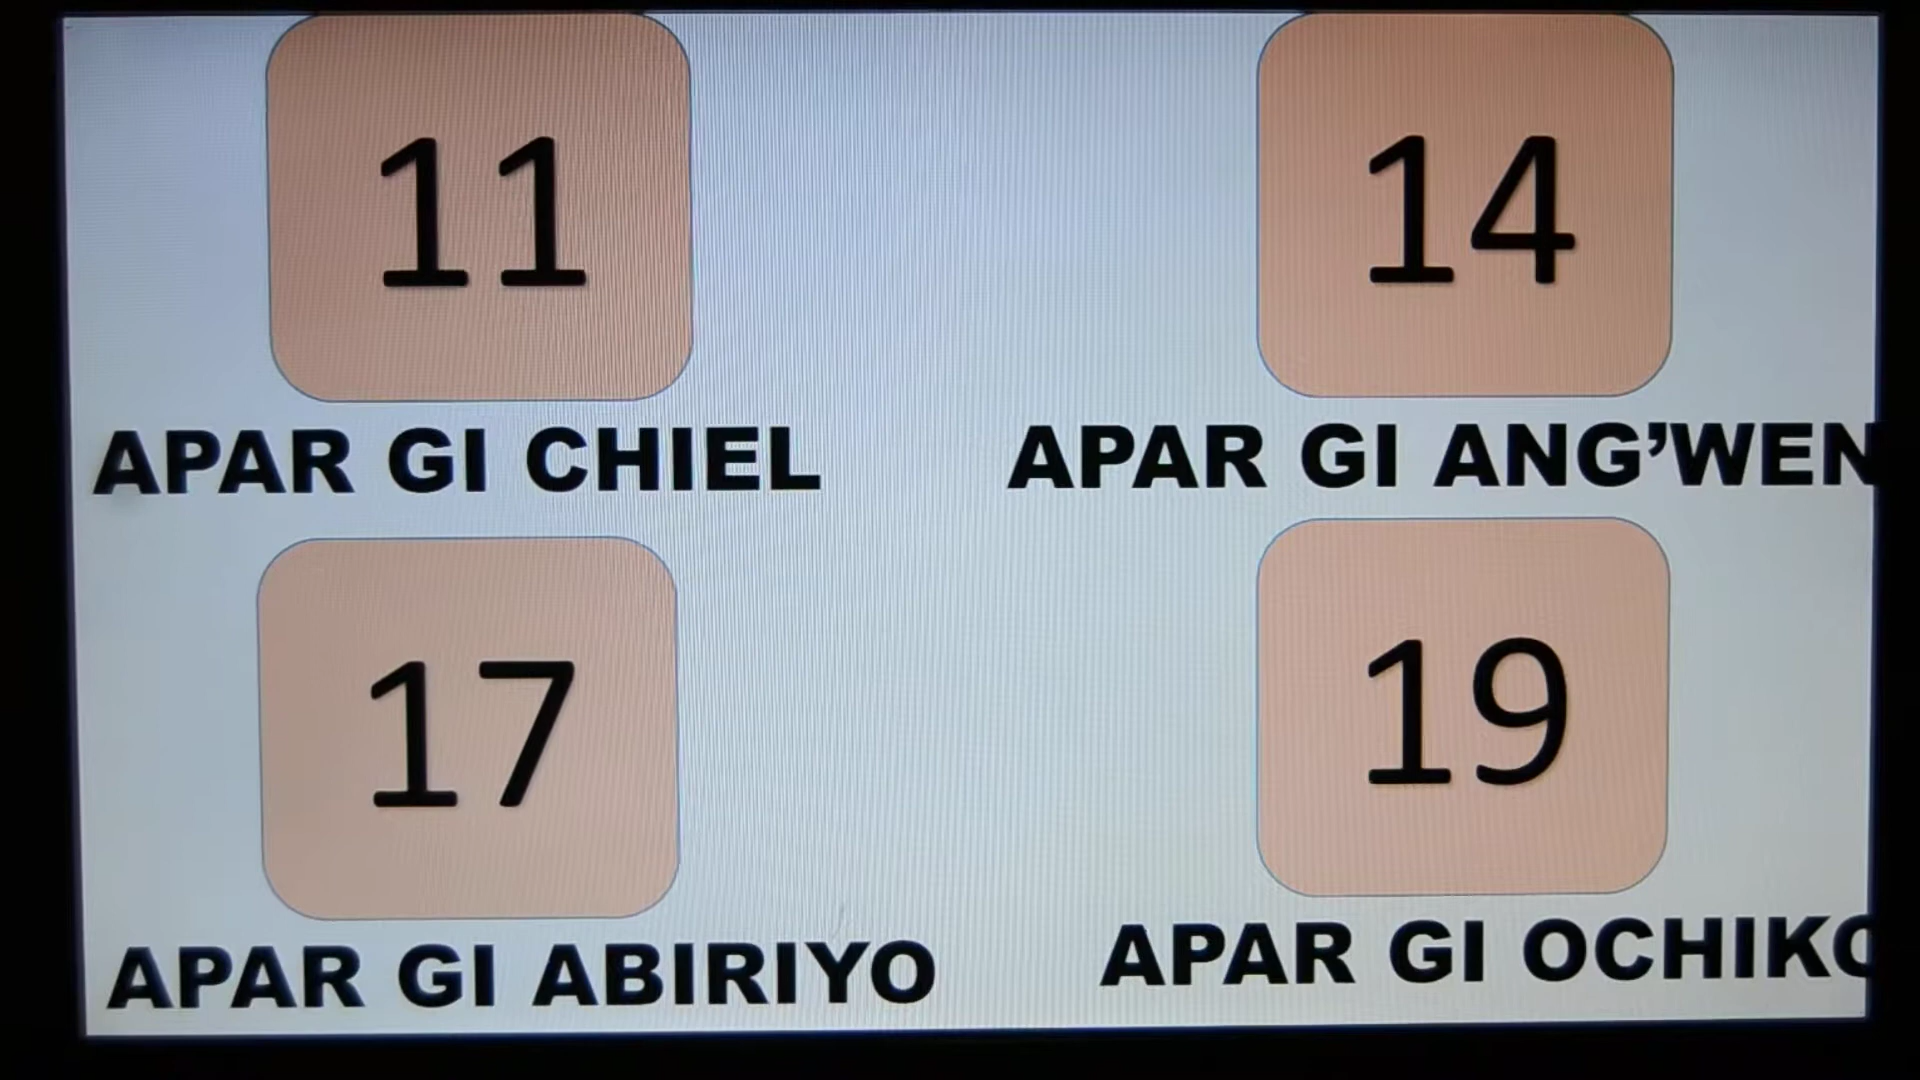 11
14
APAR GI CHIEL
APAR GI ANG’WEN
17
19
APAR GI ABIRIYO
APAR GI OCHIKO